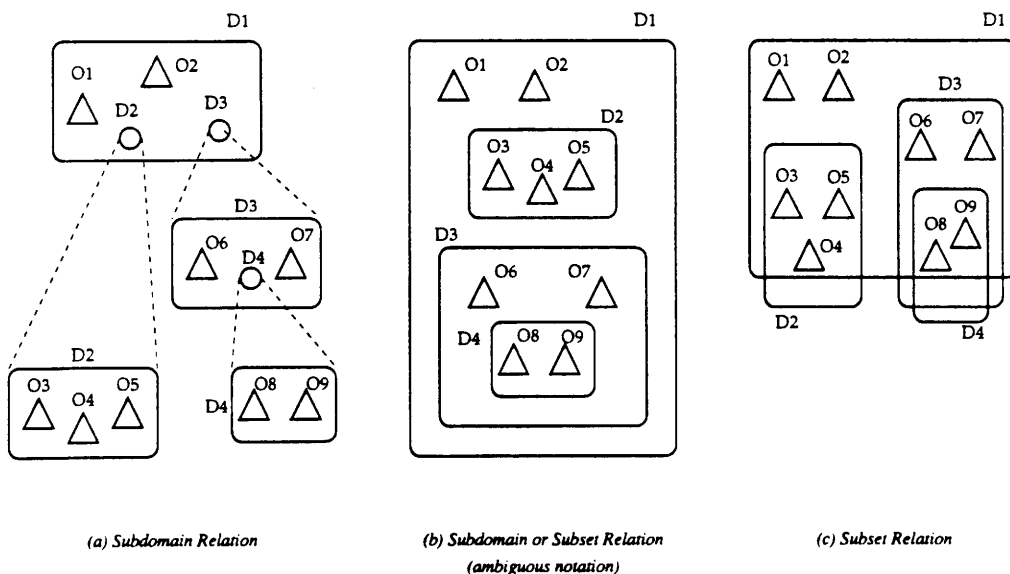 D1
O1
O2
D2
D3
D3
O6
O7
D4
D2
O3
O4
O5
D4
O8
O9
(a) Subdomain Relation
D1
O1
O2
D2
O3
O4
O5
D3
O6
O7
D4
O8
O9
(b) Subdomain or Subset Relation
(ambiguous notation)
D1
O1
O2
D3
O6
O7
O3
O5
O4
O9
O8
D2
D4
(c) Subset Relation